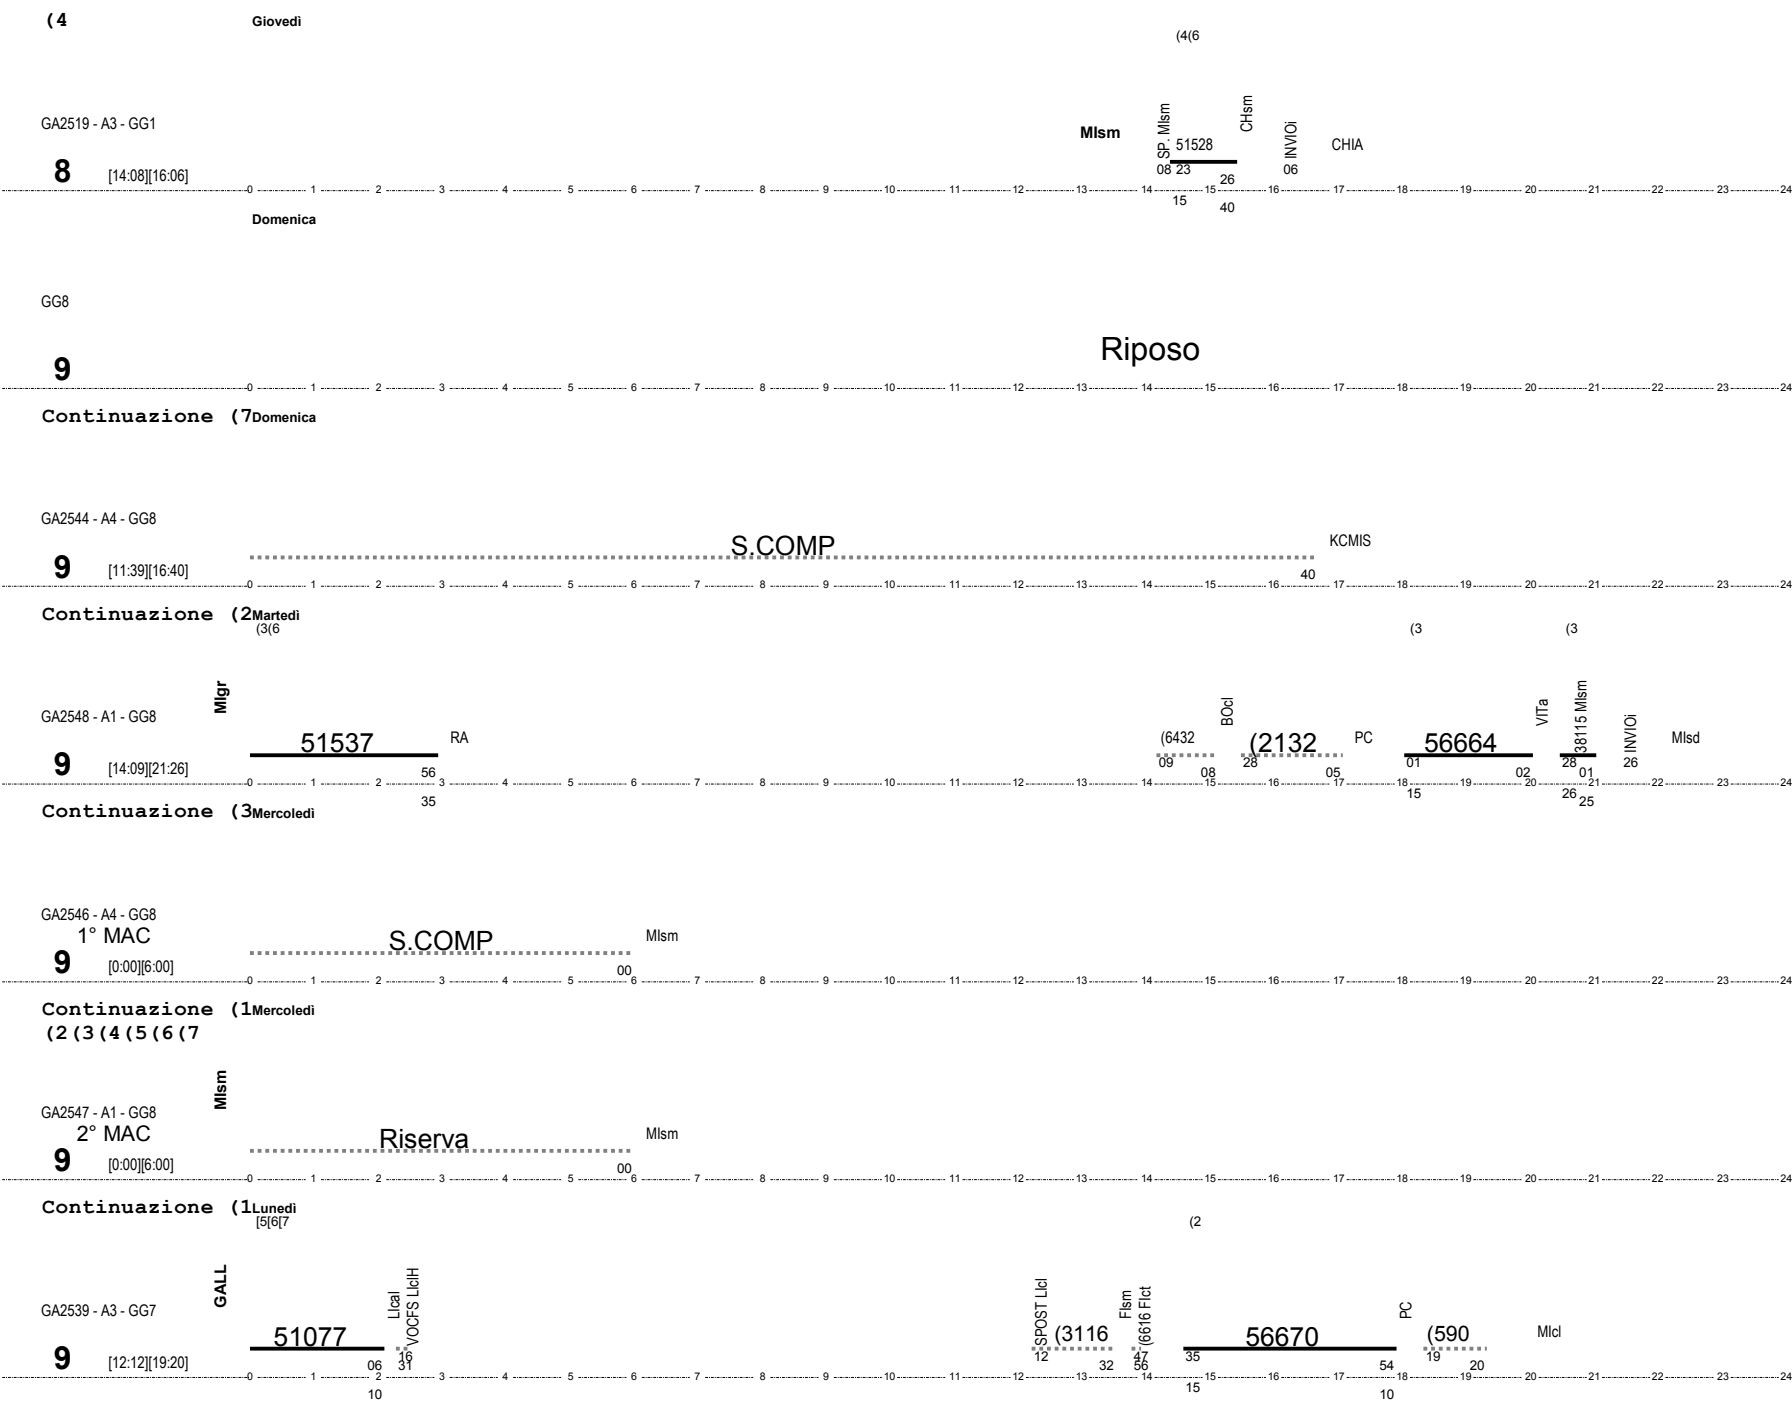 (4 Giovedì
(4(6
GA2519 - A3 - GG1
MIsm SP. MIsm 51528 CHsm INVIOi CHIA
8 [14:08][16:06]
08 23 26 06
0 1 2 3 4 5 6 7 8 9 10 11 12 13 14 15 16 17 18 19 20 21 22 23 24
15 40
Domenica
GG8
Riposo
9
0 1 2 3 4 5 6 7 8 9 10 11 12 13 14 15 16 17 18 19 20 21 22 23 24
Continuazione (7 Domenica
GA2544 - A4 - GG8
S.COMP KCMIS
9 [11:39][16:40]
40
0 1 2 3 4 5 6 7 8 9 10 11 12 13 14 15 16 17 18 19 20 21 22 23 24
Continuazione (2 Martedì
(3(6 (3 (3
MIgr
GA2548 - A1 - GG8
51537 RA (6432 BOcl (2132 PC 56664 VITa 38115 MIsm INVIOi MIsd
9 [14:09][21:26]
56 09 08 28 05 01 02 28 01 26
0 1 2 3 4 5 6 7 8 9 10 11 12 13 14 15 16 17 18 19 20 21 22 23 24
35 15 26 25
Continuazione (3 Mercoledì
GA2546 - A4 - GG8
1° MAC
S.COMP MIsm
9 [0:00][6:00]
00
0 1 2 3 4 5 6 7 8 9 10 11 12 13 14 15 16 17 18 19 20 21 22 23 24
Continuazione (1 Mercoledì
(2(3(4(5(6(7
MIsm
GA2547 - A1 - GG8
2° MAC
Riserva MIsm
9 [0:00][6:00]
00
0 1 2 3 4 5 6 7 8 9 10 11 12 13 14 15 16 17 18 19 20 21 22 23 24
Continuazione (1 Lunedì
[5[6[7 (2
GALL
GA2539 - A3 - GG7
51077 LIcal VOCFS LIclH SPOST LIcl (3116 FIsm (6616 FIct 56670 PC (590 MIcl
9 [12:12][19:20]
06 16 31 12 32 47 56 35 54 19 20
0 1 2 3 4 5 6 7 8 9 10 11 12 13 14 15 16 17 18 19 20 21 22 23 24
10 15 10